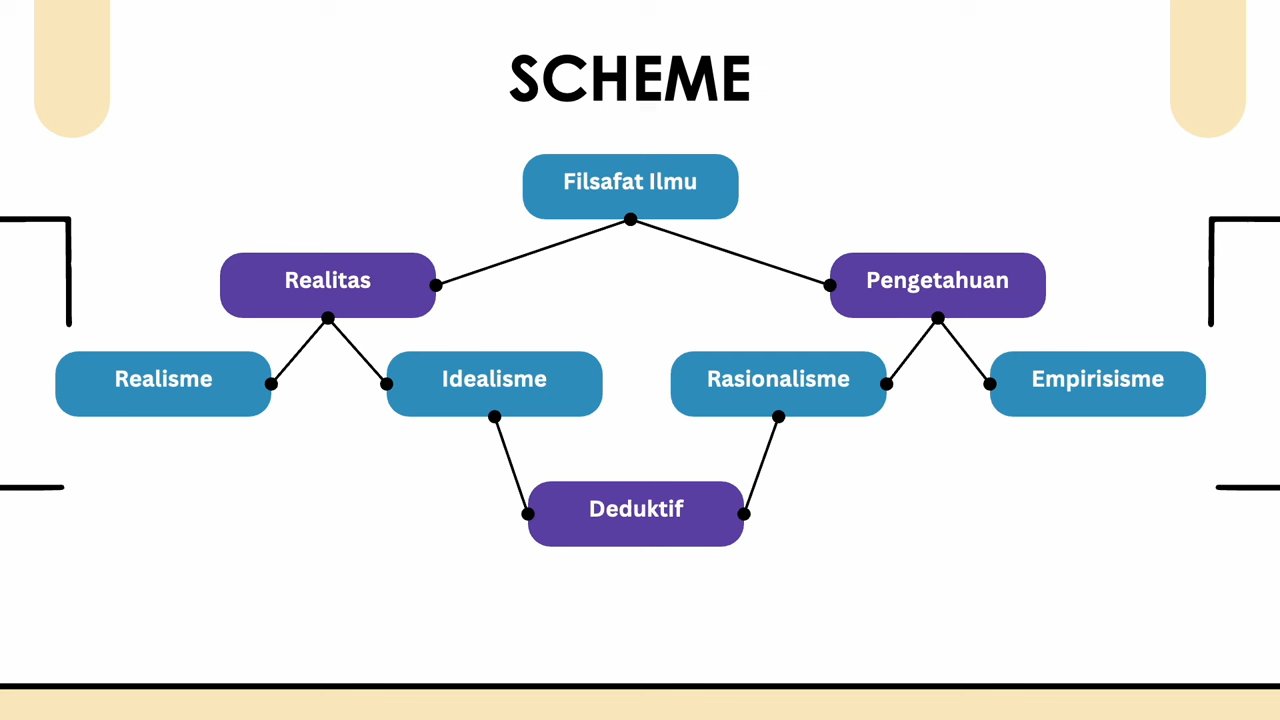 SCHEME
Filsafat Ilmu
Realitas
Pengetahuan
Realisme
Idealisme
Rasionalisme
Empirisisme
Deduktif